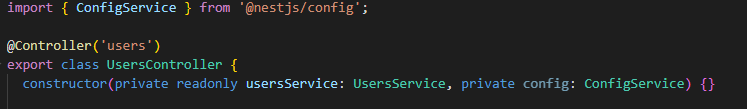 import { ConfigService } from '@nestjs/config';
@Controller('users')
export class UsersController {
constructor(private readonly usersService: UsersService, private config: ConfigService) {}